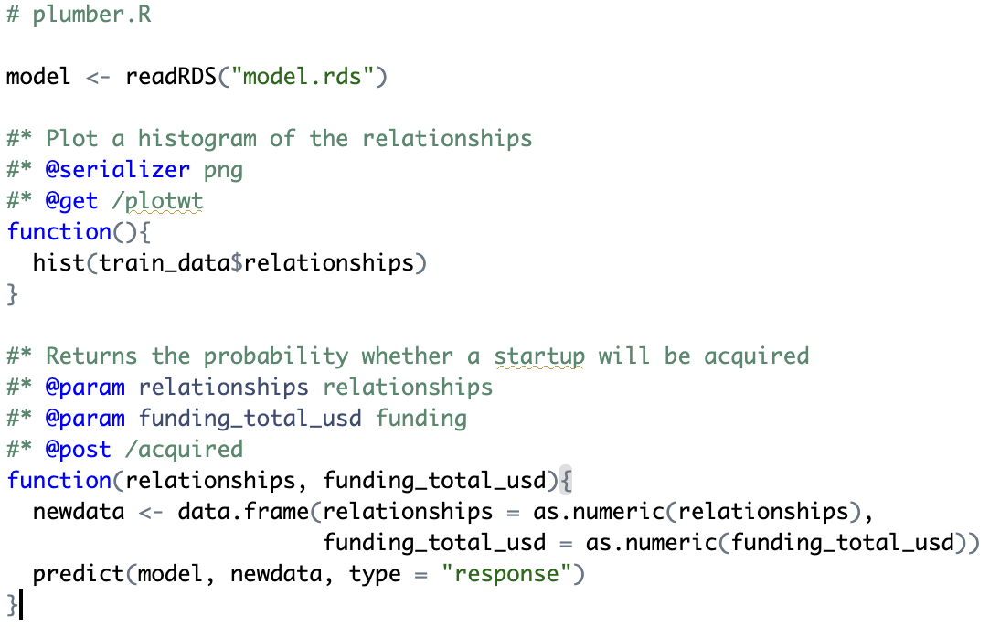 # plumber.R
model <- readRDS("model.rds")
#* Plot a histogram of the relationships
#* @serializer png
#* @get /plotwt
function(){
  hist(train_data$relationships)
}
#* Returns the probability whether a startup will be acquired
#* @param relationships relationships
#* @param funding_total_usd funding
#* @post /acquired
function(relationships, funding_total_usd){
  newdata <- data.frame(relationships = as.numeric(relationships),
                        funding_total_usd = as.numeric(funding_total_usd))
  predict(model, newdata, type = "response")
}